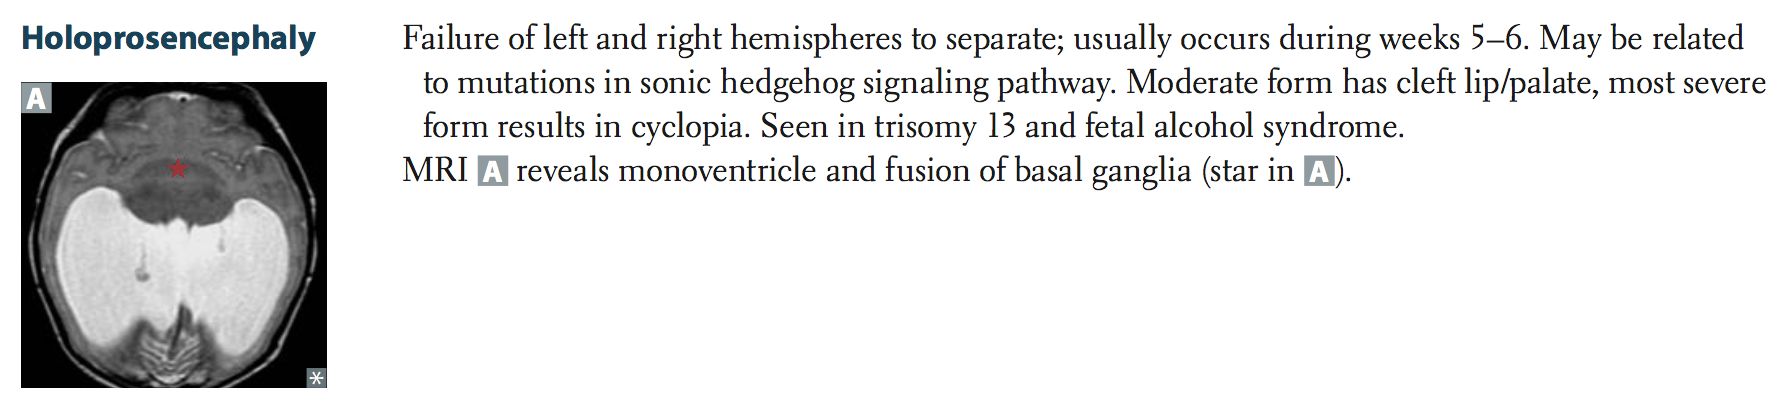 Holoprosencephaly
A
*
Failure of left and right hemispheres to separate; usually occurs during weeks 5–6. May be related
to mutations in sonic hedgehog signaling pathway. Moderate form has cleft lip/palate, most severe
form results in cyclopia. Seen in trisomy 13 and fetal alcohol syndrome.
MRI A reveals monoventricle and fusion of basal ganglia (star in A).